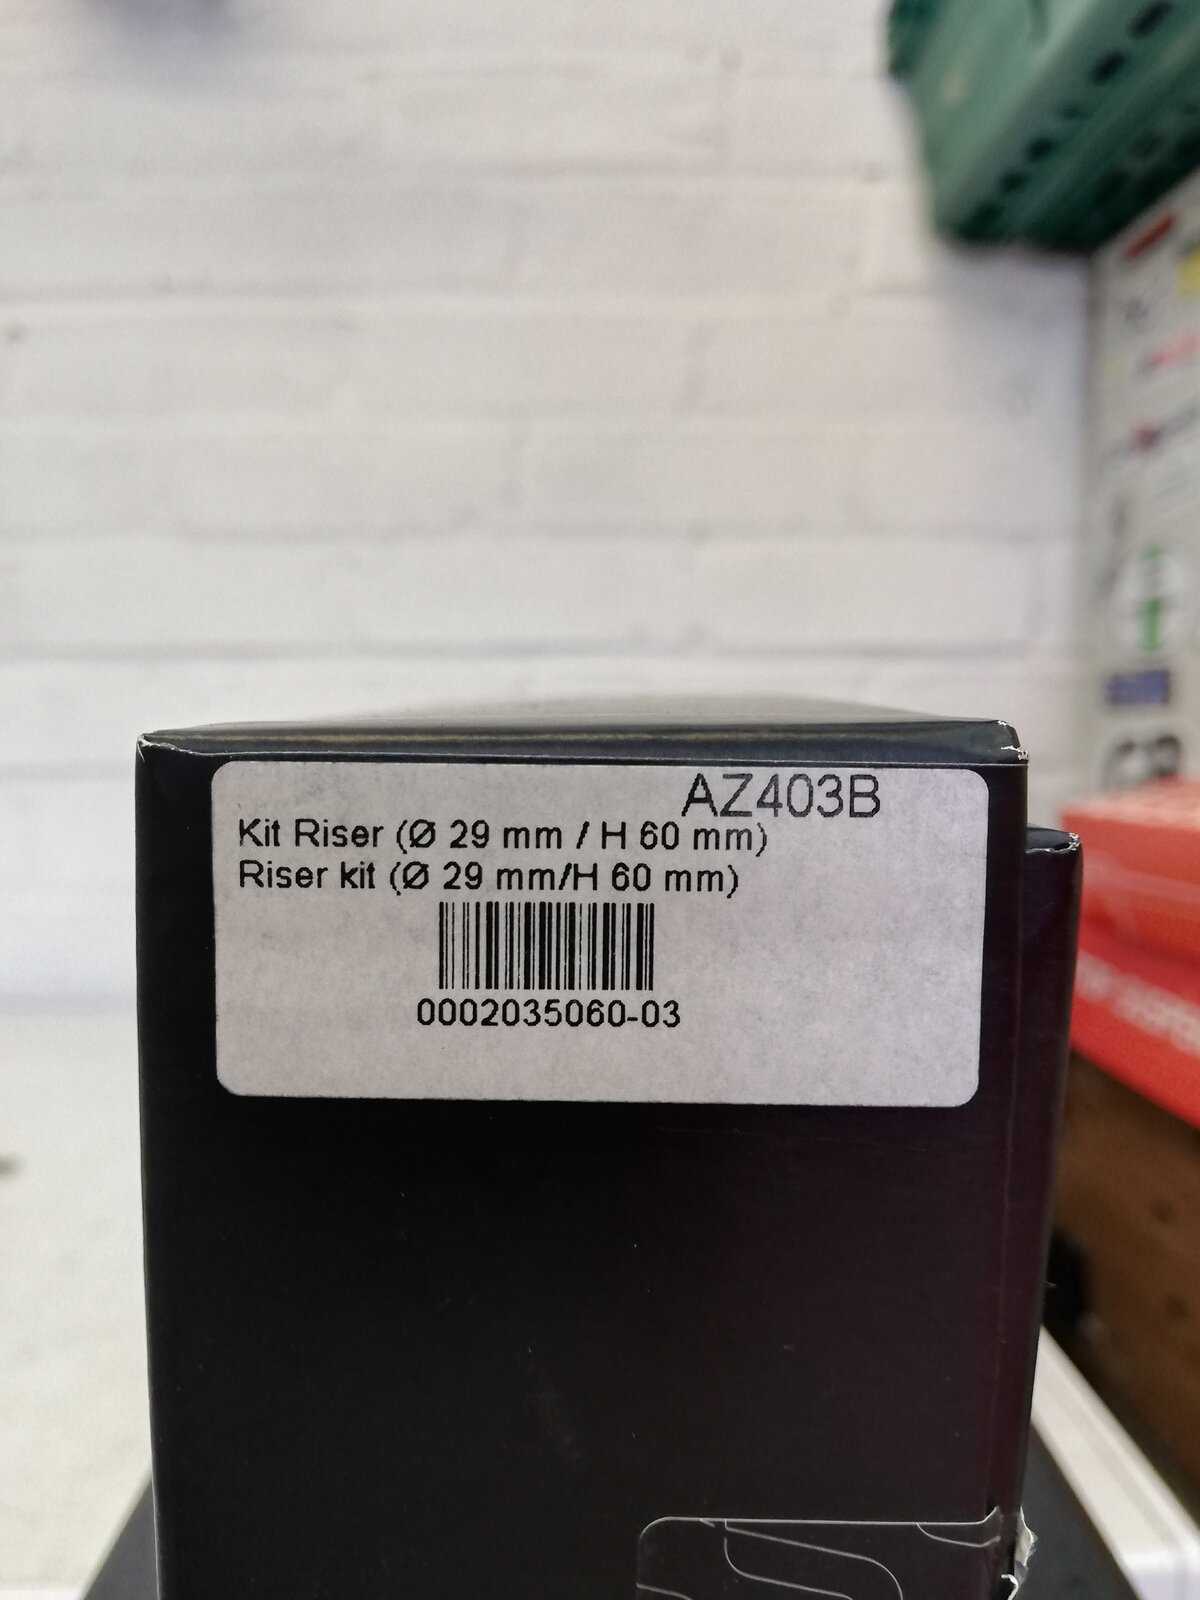 AZ403B
Kit Riser (Ø 29 mm / H 60 mm)
Riser kit (Ø 29 mm/H 60 mm)
0002035060-03